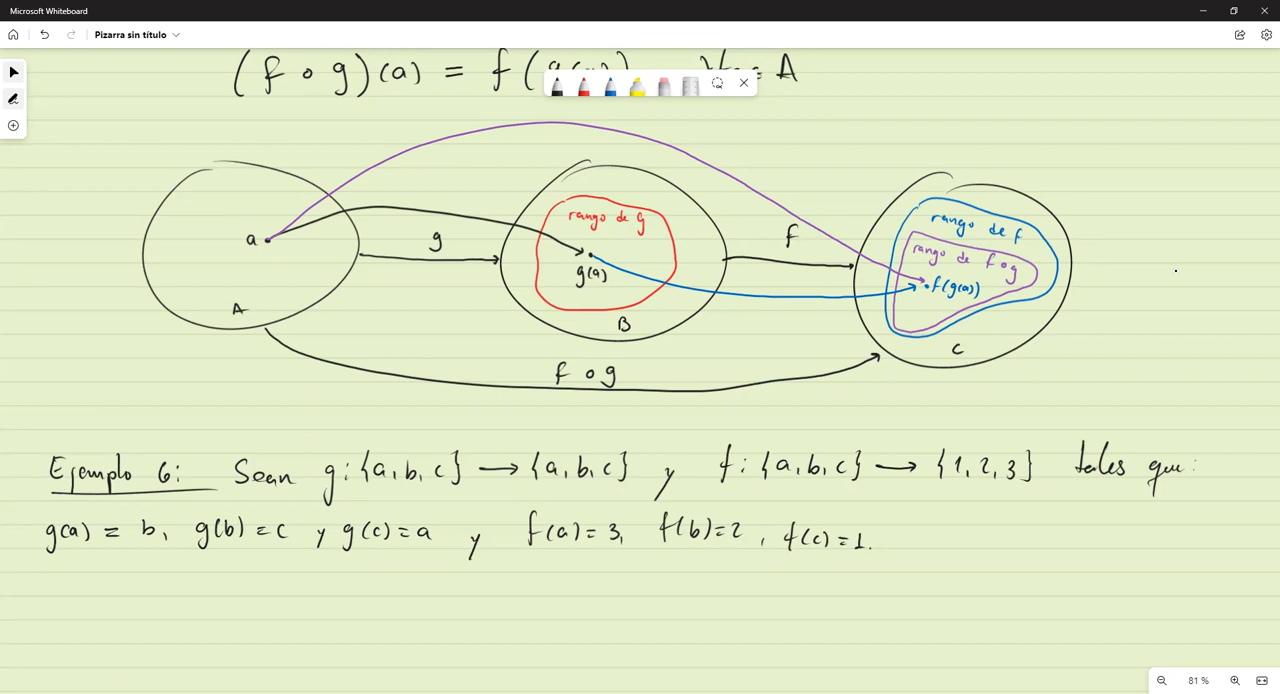 Microsoft Whiteboard
Pizarra sin título
(f o g)(a) = f(g(a)) A
a
g
rango de g
g(a)
f
rango de f
rango de f o g
f(g(a))
A
B
C
f o g
Ejemplo 6: Sean g: {a, b, c} → {a, b, c} y f: {a, b, c} → {1, 2, 3} tales que:
g(a) = b, g(b) = c y g(c) = a y f(a) = 3, f(b) = 2, f(c) = 1.
81 %